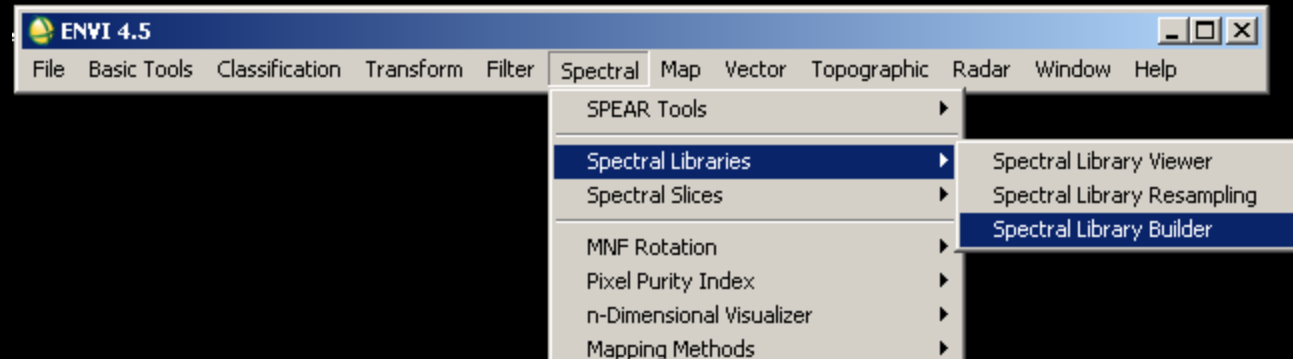 ENVI 4.5
File Basic Tools Classification Transform Filter Spectral Map Vector Topographic Radar Window Help
SPEAR Tools
Spectral Libraries
Spectral Slices
MNF Rotation
Pixel Purity Index
n-Dimensional Visualizer
Mapping Methods
Spectral Library Viewer
Spectral Library Resampling
Spectral Library Builder